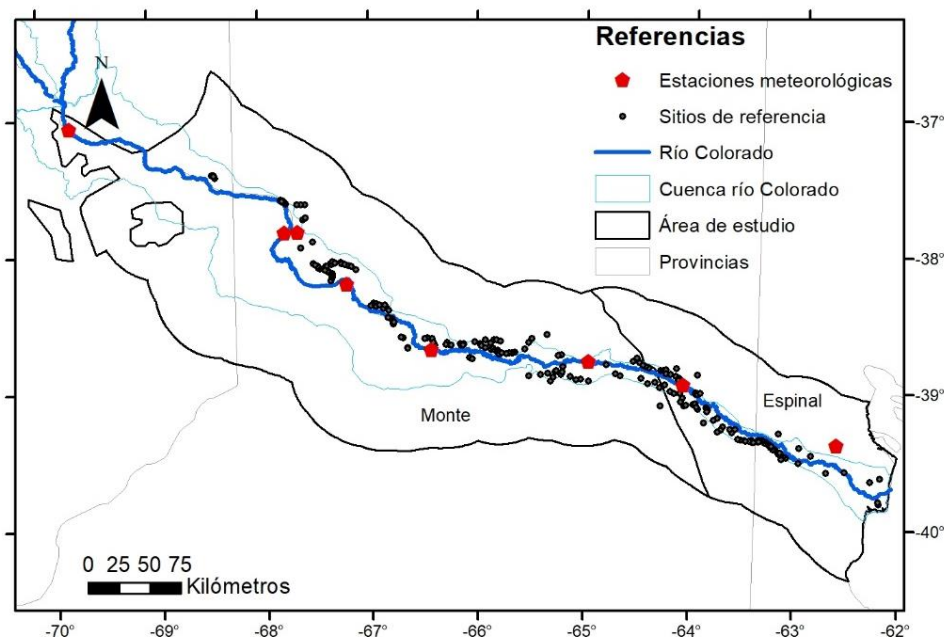 Referencias
N
Estaciones meteorológicas
Sitios de referencia
Río Colorado
Cuenca río Colorado
Área de estudio
Provincias
-37°
-38°
-39°
-40°
Espinal
Monte
0 25 50 75
Kilómetros
-70° -69° -68° -67° -66° -65° -64° -63° -62°